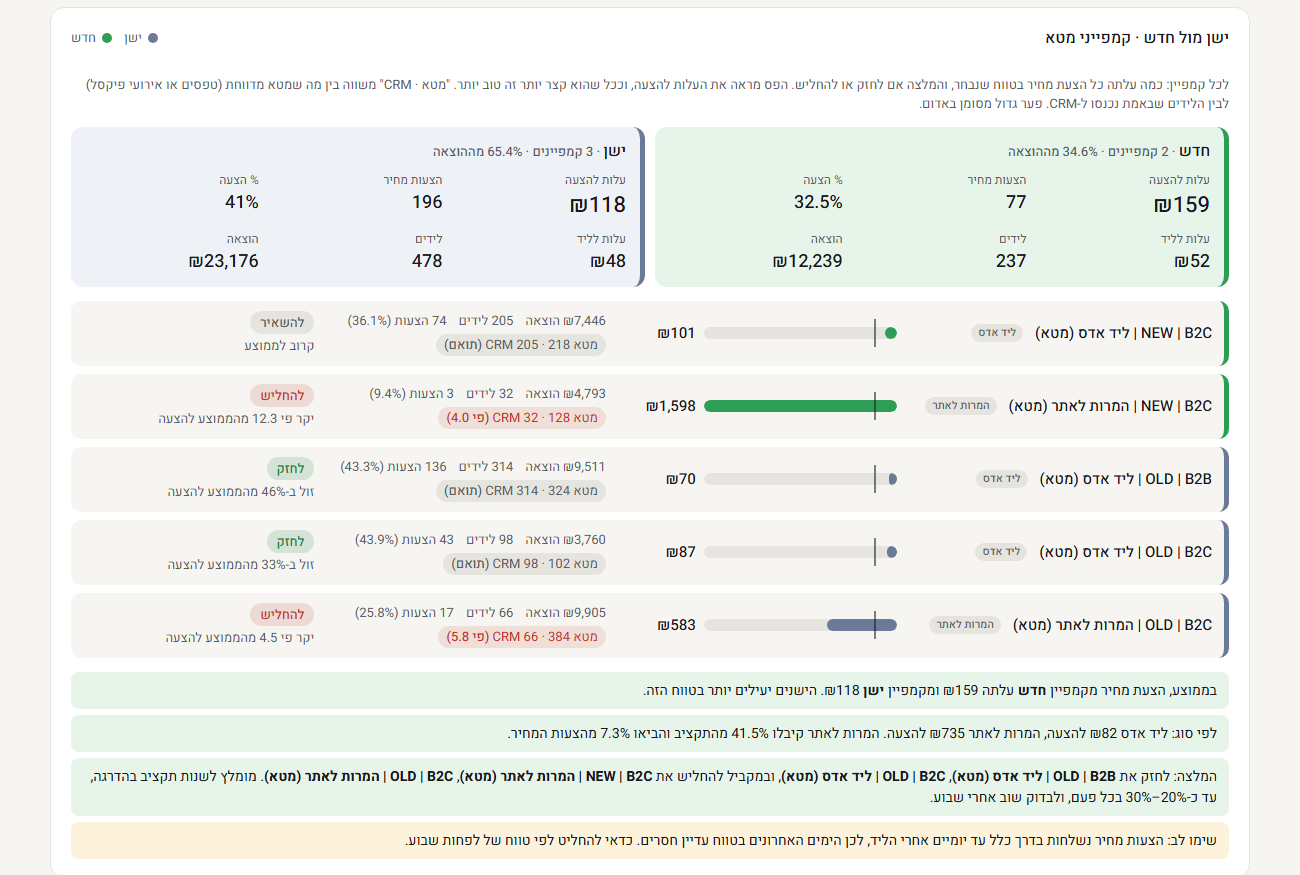 ישן מול חדש · קמפייני מטא
ישן חדש
לכל קמפיין: כמה עלתה כל הצעת מחיר בטווח שנבחר, והמלצה אם לחזק או להחליש. הפס מראה את העלות להצעה, וככל שהוא קצר יותר זה טוב יותר. "מטא · CRM" משווה בין מה שמטא מדווחת (טפסים או אירועי פיקסל)
לבין הלידים שבאמת נכנסו ל-CRM. פער גדול מסומן באדום.
חדש · 2 קמפיינים · 34.6% מההוצאה
עלות להצעה הצעות מחיר % הצעה
₪159 77 32.5%
עלות לליד לידים הוצאה
₪52 237 ₪12,239
ישן · 3 קמפיינים · 65.4% מההוצאה
עלות להצעה הצעות מחיר % הצעה
₪118 196 41%
עלות לליד לידים הוצאה
₪48 478 ₪23,176
NEW | B2C | ליד אדס (מטא) ליד אדס ₪101
₪7,446 הוצאה 205 לידים 74 הצעות (36.1%)
מטא 218 · CRM 205 (תואם)
להשאיר
קרוב לממוצע
NEW | B2C | המרות לאתר (מטא) המרות לאתר ₪1,598
₪4,793 הוצאה 32 לידים 3 הצעות (9.4%)
מטא 128 · CRM 32 (פי 4.0)
להחליש
יקר פי 12.3 מהממוצע להצעה
OLD | B2B | ליד אדס (מטא) ליד אדס ₪70
₪9,511 הוצאה 314 לידים 136 הצעות (43.3%)
מטא 324 · CRM 314 (תואם)
לחזק
זול ב-46% מהממוצע להצעה
OLD | B2C | ליד אדס (מטא) ליד אדס ₪87
₪3,760 הוצאה 98 לידים 43 הצעות (43.9%)
מטא 102 · CRM 98 (תואם)
לחזק
זול ב-33% מהממוצע להצעה
OLD | B2C | המרות לאתר (מטא) המרות לאתר ₪583
₪9,905 הוצאה 66 לידים 17 הצעות (25.8%)
מטא 384 · CRM 66 (פי 5.8)
להחליש
יקר פי 4.5 מהממוצע להצעה
בממוצע, הצעת מחיר מקמפיין חדש עלתה ₪159 ומקמפיין ישן ₪118. הישנים יעילים יותר בטווח הזה.
לפי סוג: ליד אדס ₪82 להצעה, המרות לאתר ₪735 להצעה. המרות לאתר קיבלו 41.5% מהתקציב והביאו 7.3% מהצעות המחיר.
המלצה: לחזק את OLD | B2B | ליד אדס (מטא), OLD | B2C | ליד אדס (מטא), ובמקביל להחליש את NEW | B2C | המרות לאתר (מטא), OLD | B2C | המרות לאתר (מטא). מומלץ לשנות תקציב בהדרגה,
עד כ-20%–30% בכל פעם, ולבדוק שוב אחרי שבוע.
שימו לב: הצעות מחיר נשלחות בדרך כלל עד יומיים אחרי הליד, לכן הימים האחרונים בטווח עדיין חסרים. כדאי להחליט לפי טווח של לפחות שבוע.